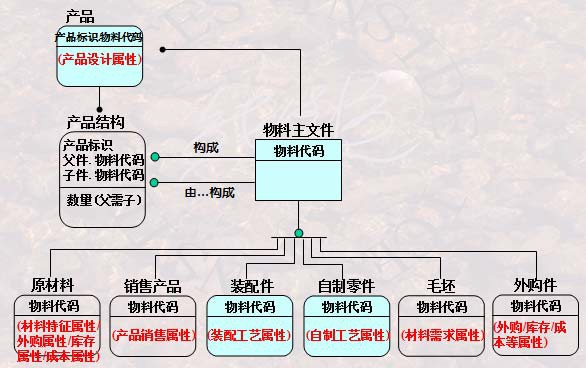 产品
产品标识.物料代码
(产品设计属性)
产品结构
产品标识
父件.物料代码
子件.物料代码
数量(父需子)
构成
由...构成
物料主文件
物料代码
原材料
物料代码
(材料特征属性/
外购属性/库存
属性/成本属性)
销售产品
物料代码
(产品销售属性)
装配件
物料代码
(装配工艺属性)
自制零件
物料代码
(自制工艺属性)
毛坯
物料代码
(材料需求属性)
外购件
物料代码
(外购/库存/成
本等属性)